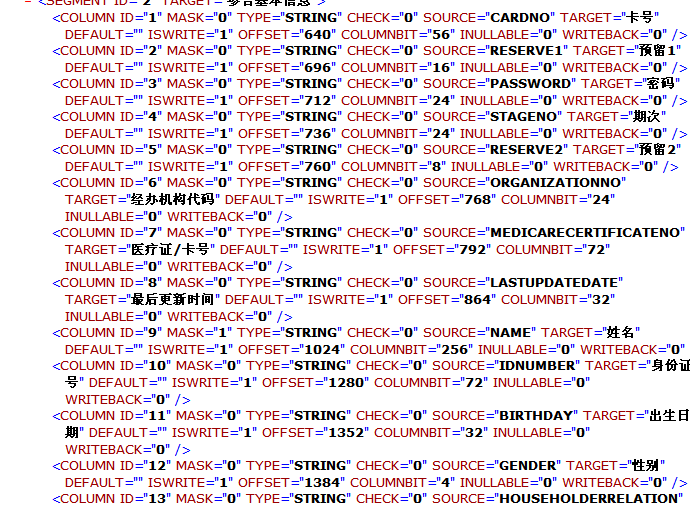 - <SEGMENT ID="2" TARGET="参合基本信息">
<COLUMN ID="1" MASK="0" TYPE="STRING" CHECK="0" SOURCE="CARDNO" TARGET="卡号"
DEFAULT="" ISWRITE="1" OFFSET="640" COLUMNBIT="56" INULLABLE="0" WRITEBACK="0" />
<COLUMN ID="2" MASK="0" TYPE="STRING" CHECK="0" SOURCE="RESERVE1" TARGET="预留1"
DEFAULT="" ISWRITE="1" OFFSET="696" COLUMNBIT="16" INULLABLE="0" WRITEBACK="0" />
<COLUMN ID="3" MASK="0" TYPE="STRING" CHECK="0" SOURCE="PASSWORD" TARGET="密码"
DEFAULT="" ISWRITE="1" OFFSET="712" COLUMNBIT="24" INULLABLE="0" WRITEBACK="0" />
<COLUMN ID="4" MASK="0" TYPE="STRING" CHECK="0" SOURCE="STAGENO" TARGET="期次"
DEFAULT="" ISWRITE="1" OFFSET="736" COLUMNBIT="24" INULLABLE="0" WRITEBACK="0" />
<COLUMN ID="5" MASK="0" TYPE="STRING" CHECK="0" SOURCE="RESERVE2" TARGET="预留2"
DEFAULT="" ISWRITE="1" OFFSET="760" COLUMNBIT="8" INULLABLE="0" WRITEBACK="0" />
<COLUMN ID="6" MASK="0" TYPE="STRING" CHECK="0" SOURCE="ORGANIZATIONNO"
TARGET="经办机构代码" DEFAULT="" ISWRITE="1" OFFSET="768" COLUMNBIT="24"
INULLABLE="0" WRITEBACK="0" />
<COLUMN ID="7" MASK="0" TYPE="STRING" CHECK="0" SOURCE="MEDICARECERTIFICATENO"
TARGET="医疗证/卡号" DEFAULT="" ISWRITE="1" OFFSET="792" COLUMNBIT="72"
INULLABLE="0" WRITEBACK="0" />
<COLUMN ID="8" MASK="0" TYPE="STRING" CHECK="0" SOURCE="LASTUPDATEDATE"
TARGET="最后更新时间" DEFAULT="" ISWRITE="1" OFFSET="864" COLUMNBIT="32"
INULLABLE="0" WRITEBACK="0" />
<COLUMN ID="9" MASK="1" TYPE="STRING" CHECK="0" SOURCE="NAME" TARGET="姓名"
DEFAULT="" ISWRITE="1" OFFSET="1024" COLUMNBIT="256" INULLABLE="0" WRITEBACK="0"
<COLUMN ID="10" MASK="0" TYPE="STRING" CHECK="0" SOURCE="IDNUMBER" TARGET="身份证
号" DEFAULT="" ISWRITE="1" OFFSET="1280" COLUMNBIT="72" INULLABLE="0"
WRITEBACK="0" />
<COLUMN ID="11" MASK="0" TYPE="STRING" CHECK="0" SOURCE="BIRTHDAY" TARGET="出生日
期" DEFAULT="" ISWRITE="1" OFFSET="1352" COLUMNBIT="32" INULLABLE="0"
WRITEBACK="0" />
<COLUMN ID="12" MASK="0" TYPE="STRING" CHECK="0" SOURCE="GENDER" TARGET="性别"
DEFAULT="" ISWRITE="1" OFFSET="1384" COLUMNBIT="4" INULLABLE="0" WRITEBACK="0" />
<COLUMN ID="13" MASK="0" TYPE="STRING" CHECK="0" SOURCE="HOUSEHOLDERRELATION"